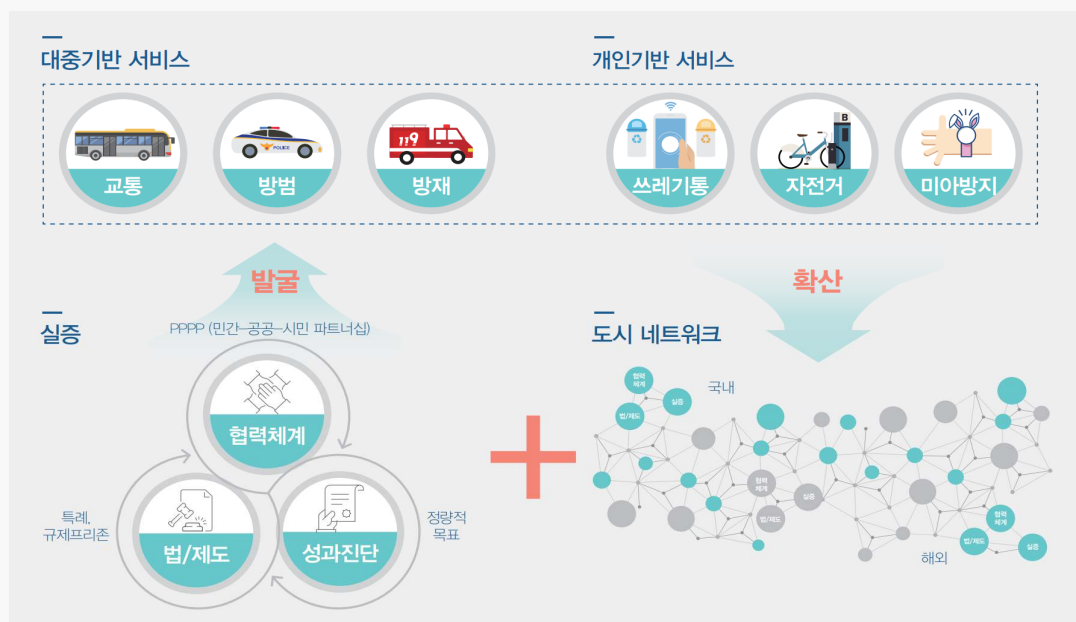 대중기반 서비스
개인기반 서비스
119
POLICE
B
교통
방범
방재
쓰레기통
자전거
미아방지
발굴
확산
실증
PPPP (민간–공공–시민 파트너십)
협력체계
특례,
규제프리존
법/제도
성과진단
정량적
목표
도시 네트워크
국내
협력
체계
법/제도
실증
협력
체계
실증
법/제도
협력
체계
법/제도
실증
해외